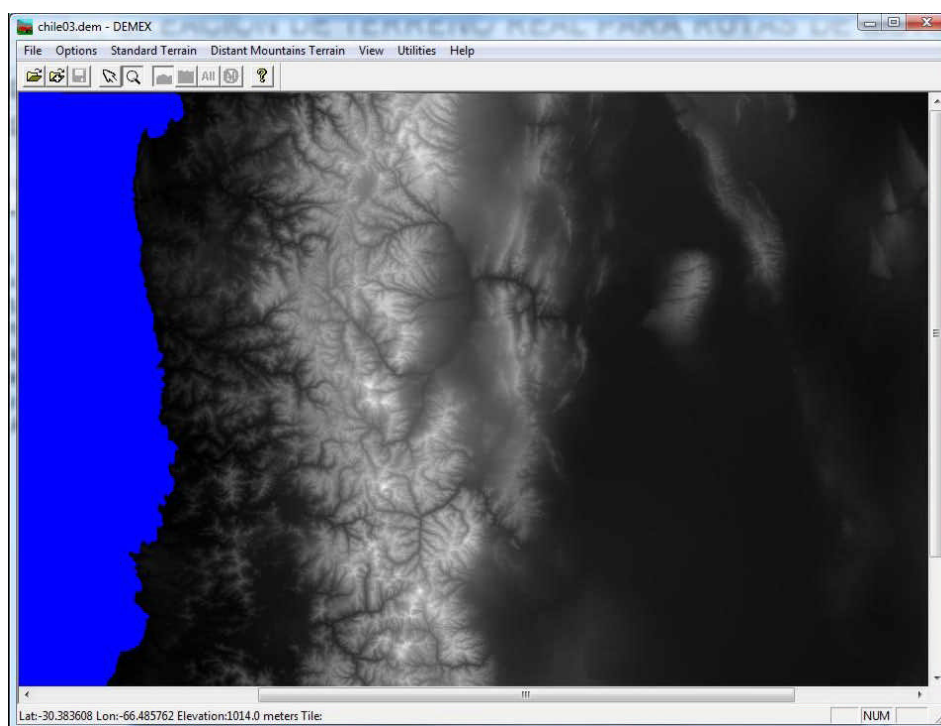 chile03.dem - DEMEX
File Options Standard Terrain Distant Mountains Terrain View Utilities Help
All
Lat:-30.383608 Lon:-66.485762 Elevation:1014.0 meters Tile:
NUM